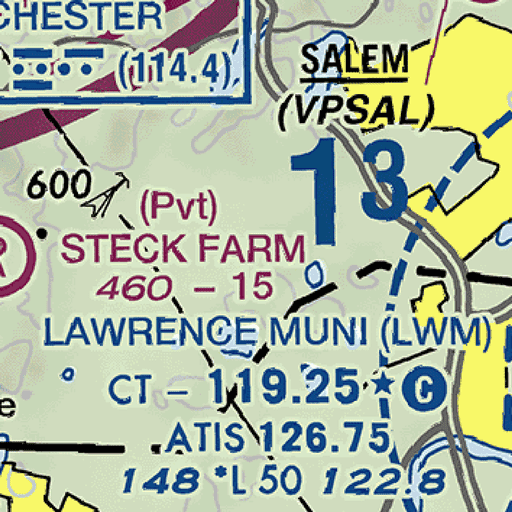 CHESTER
(114.4)
SALEM
(VPSAL)
13
600
(Pvt)
R
STECK FARM
460 – 15
LAWRENCE MUNI (LWM)
CT – 119.25 ★ C
e
ATIS 126.75
148 *L 50 122.8